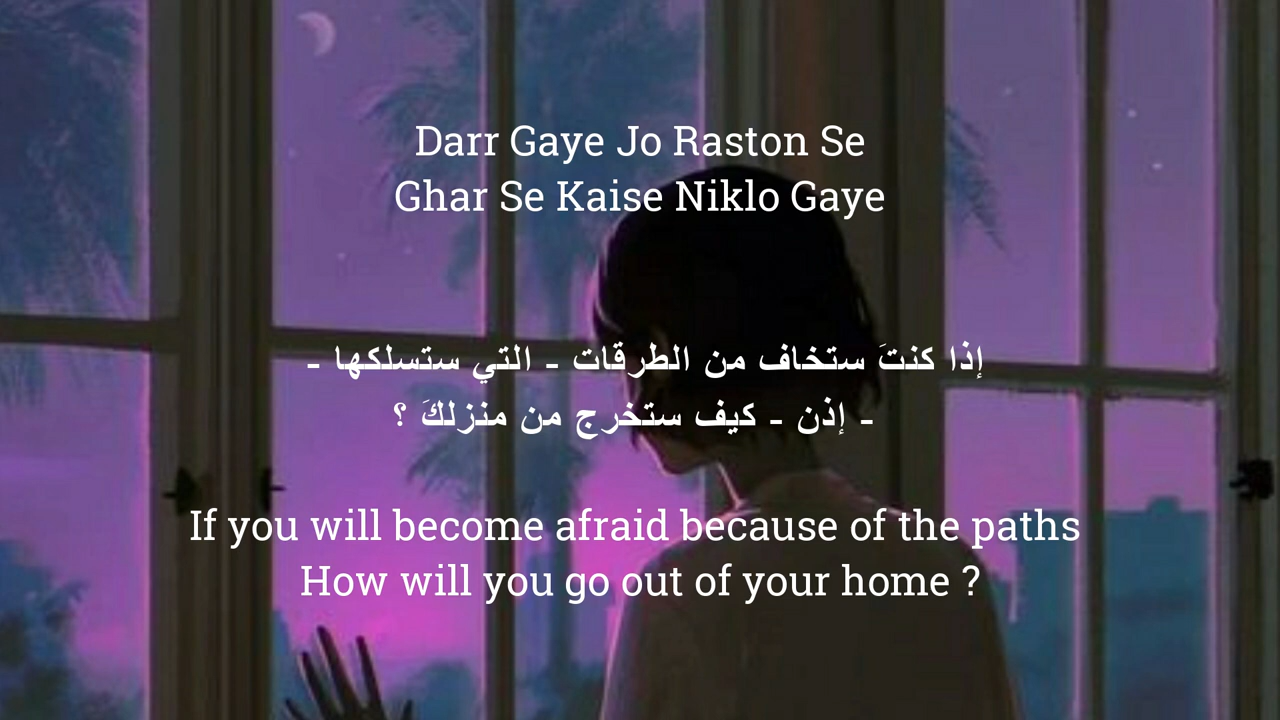 Darr Gaye Jo Raston Se
Ghar Se Kaise Niklo Gaye
إذا كنتَ ستخاف من الطرقات - التي ستسلكها -
- إذن - كيف ستخرج من منزلكَ ؟
If you will become afraid because of the paths
How will you go out of your home ?